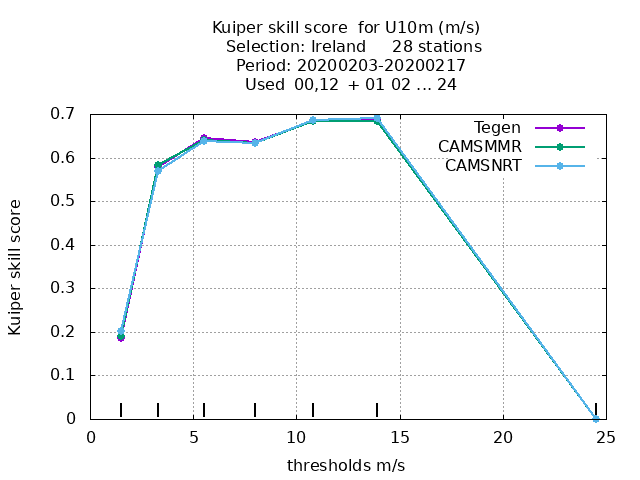 Kuiper skill score for U10m (m/s)
Selection: Ireland 28 stations
Period: 20200203-20200217
Used 00,12 + 01 02 ... 24
Tegen
CAMSMMR
CAMSNRT
Kuiper skill score
0.7
0.6
0.5
0.4
0.3
0.2
0.1
0
0 5 10 15 20 25
thresholds m/s